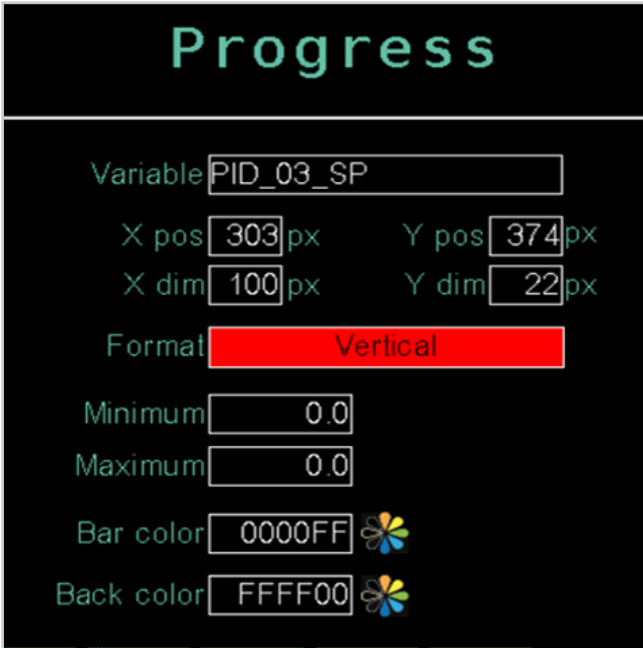 Progress
Variable PID_03_SP
X pos 303 px Y pos 374 px
X dim 100 px Y dim 22 px
Format Vertical
Minimum 0.0
Maximum 0.0
Bar color 0000FF
Back color FFFF00